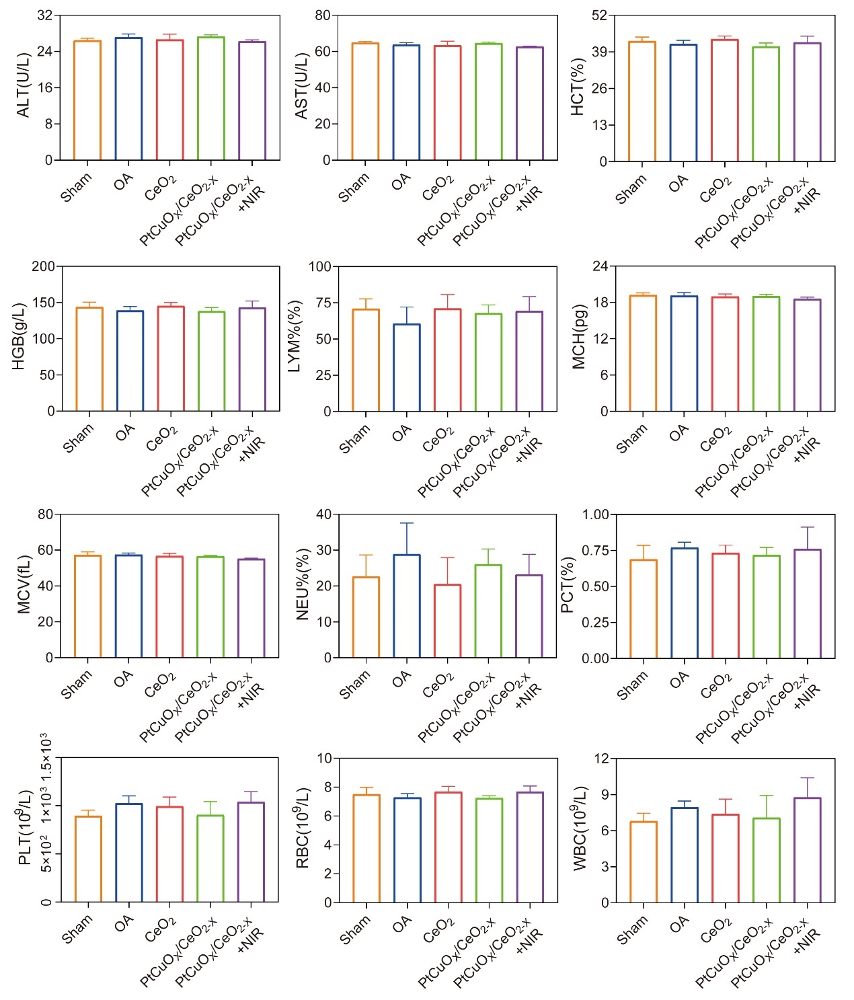 ALT(U/L)
32
24
16
8
0
Sham
OA
CeO₂
PtCuOₓ/CeO₂₋ₓ
PtCuOₓ/CeO₂₋ₓ
+NIR
AST(U/L)
80
60
40
20
0
Sham
OA
CeO₂
PtCuOₓ/CeO₂₋ₓ
PtCuOₓ/CeO₂₋ₓ
+NIR
HCT(%)
52
39
26
13
0
Sham
OA
CeO₂
PtCuOₓ/CeO₂₋ₓ
PtCuOₓ/CeO₂₋ₓ
+NIR
HGB(g/L)
200
150
100
50
0
Sham
OA
CeO₂
PtCuOₓ/CeO₂₋ₓ
PtCuOₓ/CeO₂₋ₓ
+NIR
LYM%(%)
100
75
50
25
0
Sham
OA
CeO₂
PtCuOₓ/CeO₂₋ₓ
PtCuOₓ/CeO₂₋ₓ
+NIR
MCH(pg)
24
18
12
6
0
Sham
OA
CeO₂
PtCuOₓ/CeO₂₋ₓ
PtCuOₓ/CeO₂₋ₓ
+NIR
MCV(fL)
80
60
40
20
0
Sham
OA
CeO₂
PtCuOₓ/CeO₂₋ₓ
PtCuOₓ/CeO₂₋ₓ
+NIR
NEU%(%)
40
30
20
10
0
Sham
OA
CeO₂
PtCuOₓ/CeO₂₋ₓ
PtCuOₓ/CeO₂₋ₓ
+NIR
PCT(%)
1.00
0.75
0.50
0.25
0.00
Sham
OA
CeO₂
PtCuOₓ/CeO₂₋ₓ
PtCuOₓ/CeO₂₋ₓ
+NIR
PLT(10⁹/L)
1.5×10³
1×10³
5×10²
0
Sham
OA
CeO₂
PtCuOₓ/CeO₂₋ₓ
PtCuOₓ/CeO₂₋ₓ
+NIR
RBC(10⁹/L)
10
8
6
4
2
0
Sham
OA
CeO₂
PtCuOₓ/CeO₂₋ₓ
PtCuOₓ/CeO₂₋ₓ
+NIR
WBC(10⁹/L)
12
9
6
3
0
Sham
OA
CeO₂
PtCuOₓ/CeO₂₋ₓ
PtCuOₓ/CeO₂₋ₓ
+NIR